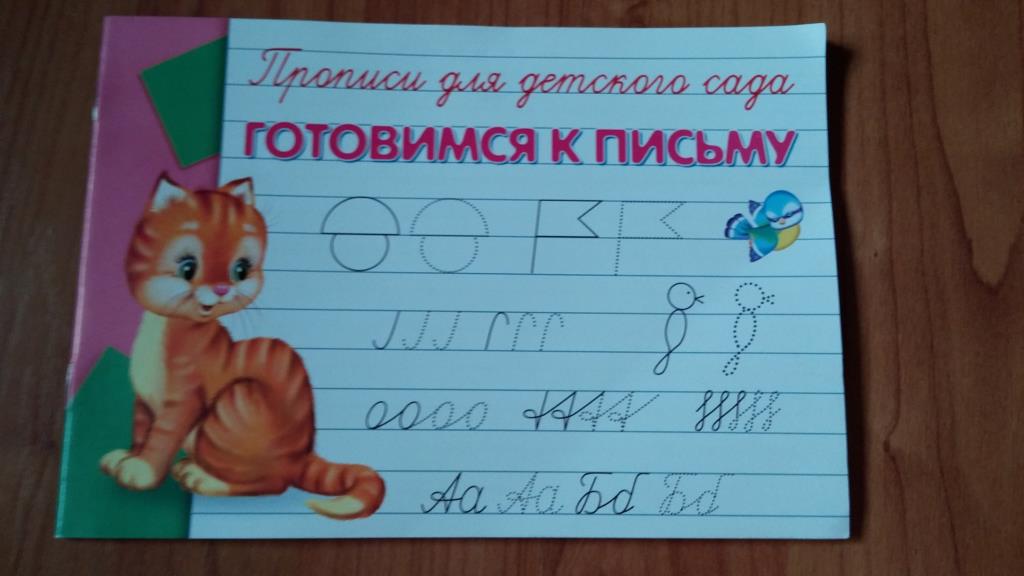 Прописи для детского сада
ГОТОВИМСЯ К ПИСЬМУ
Аа Аа Бб Бб